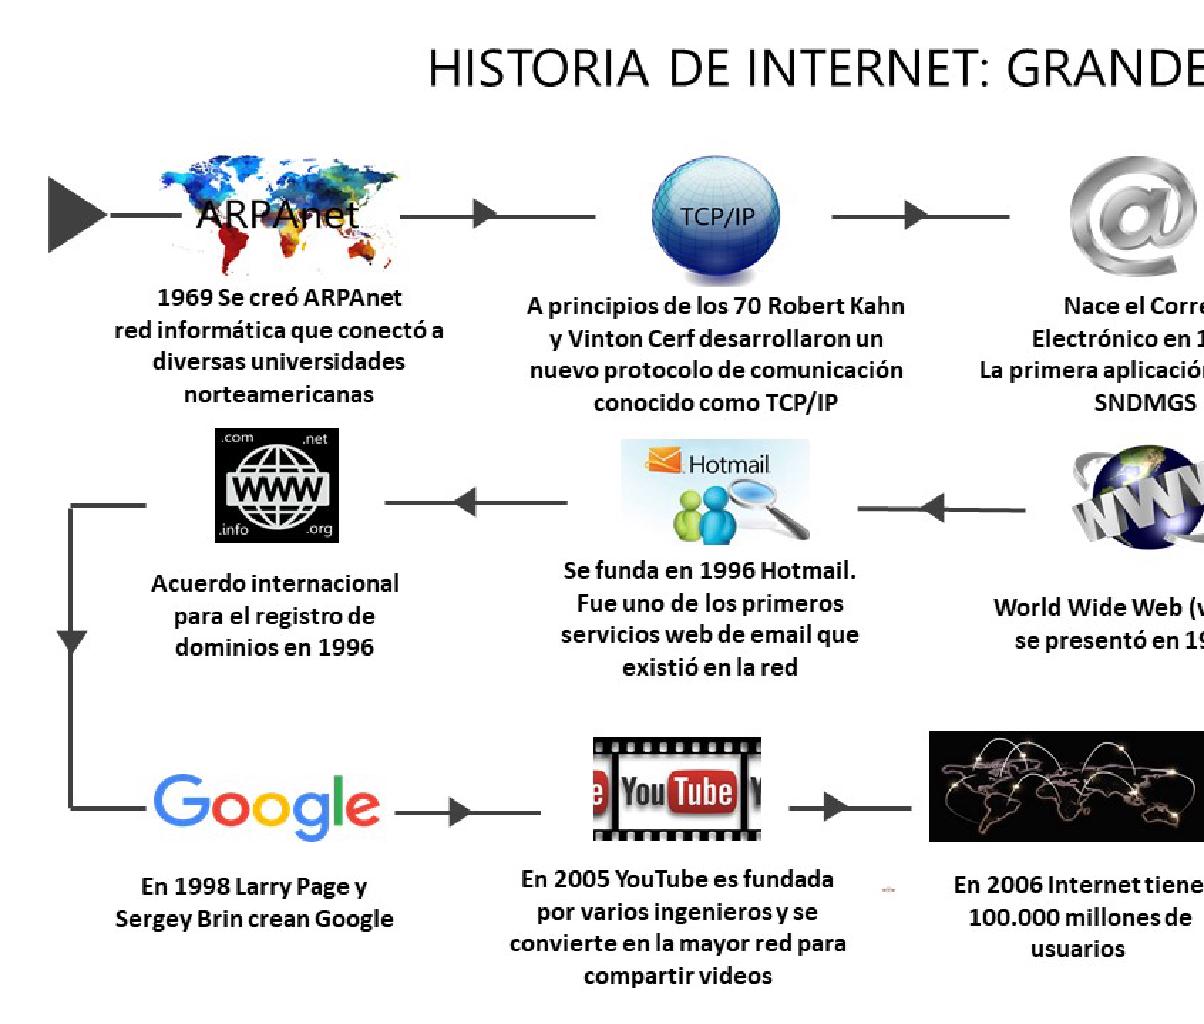 HISTORIA DE INTERNET: GRANDE
ARPAnet
TCP/IP
@
1969 Se creó ARPAnet
red informática que conectó a
diversas universidades
norteamericanas
A principios de los 70 Robert Kahn
y Vinton Cerf desarrollaron un
nuevo protocolo de comunicación
conocido como TCP/IP
Nace el Corre
Electrónico en 1
La primera aplicación
SNDMGS
.com .net
WWW
.info .org
Hotmail
WWW
Acuerdo internacional
para el registro de
dominios en 1996
Se funda en 1996 Hotmail.
Fue uno de los primeros
servicios web de email que
existió en la red
World Wide Web (
se presentó en 19
Google
e YouTube Y
En 1998 Larry Page y
Sergey Brin crean Google
En 2005 YouTube es fundada
por varios ingenieros y se
convierte en la mayor red para
compartir videos
En 2006 Internet tiene
100.000 millones de
usuarios